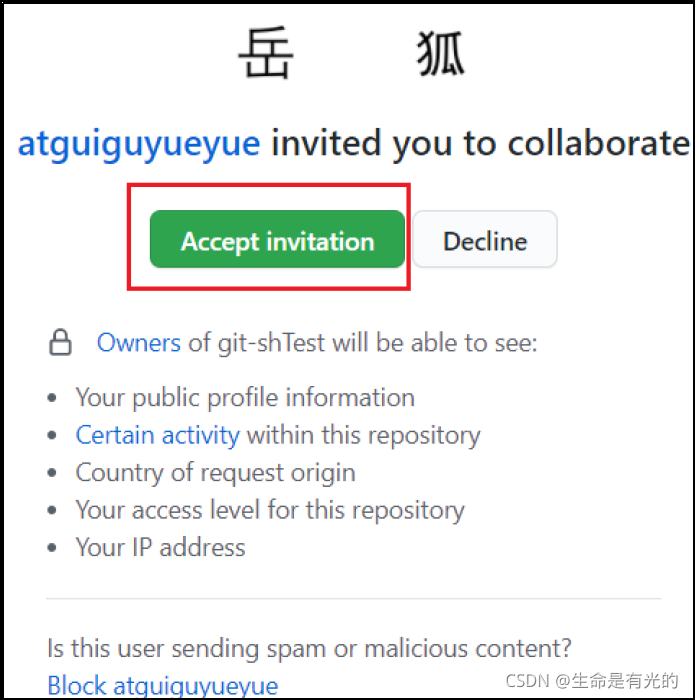 岳 狐
atguiguyueyue invited you to collaborate
Accept invitation Decline
Owners of git-shTest will be able to see:
• Your public profile information
• Certain activity within this repository
• Country of request origin
• Your access level for this repository
• Your IP address
Is this user sending spam or malicious content?
Block atguiguyueyue
CSDN @生命是有光的